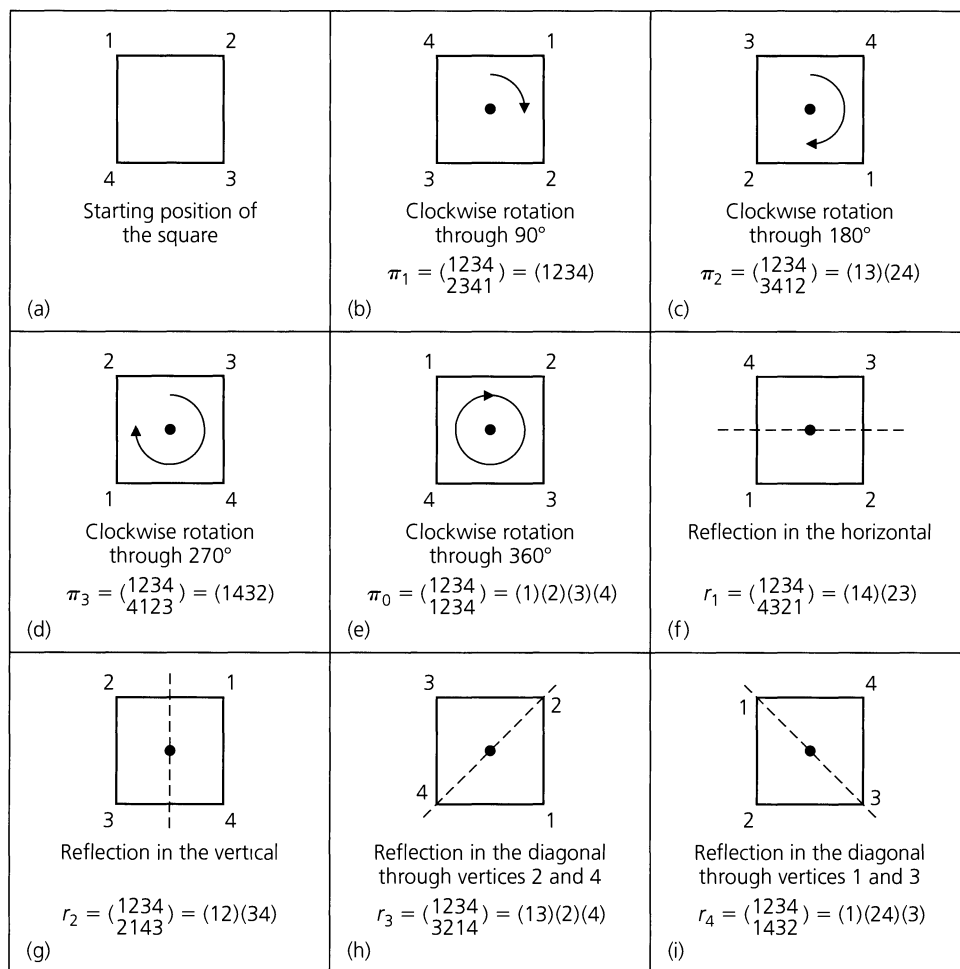 1 2
4 3
Starting position of
the square
(a)
4 1
3 2
Clockwise rotation
through 90°
π₁ = (1234
2341) = (1234)
(b)
3 4
2 1
Clockwise rotation
through 180°
π₂ = (1234
3412) = (13)(24)
(c)
2 3
1 4
Clockwise rotation
through 270°
π₃ = (1234
4123) = (1432)
(d)
1 2
4 3
Clockwise rotation
through 360°
π₀ = (1234
1234) = (1)(2)(3)(4)
(e)
4 3
1 2
Reflection in the horizontal
r₁ = (1234
4321) = (14)(23)
(f)
2 1
3 4
Reflection in the vertical
r₂ = (1234
2143) = (12)(34)
(g)
3
2
4
1
Reflection in the diagonal
through vertices 2 and 4
r₃ = (1234
3214) = (13)(2)(4)
(h)
4
1
3
2
Reflection in the diagonal
through vertices 1 and 3
r₄ = (1234
1432) = (1)(24)(3)
(i)